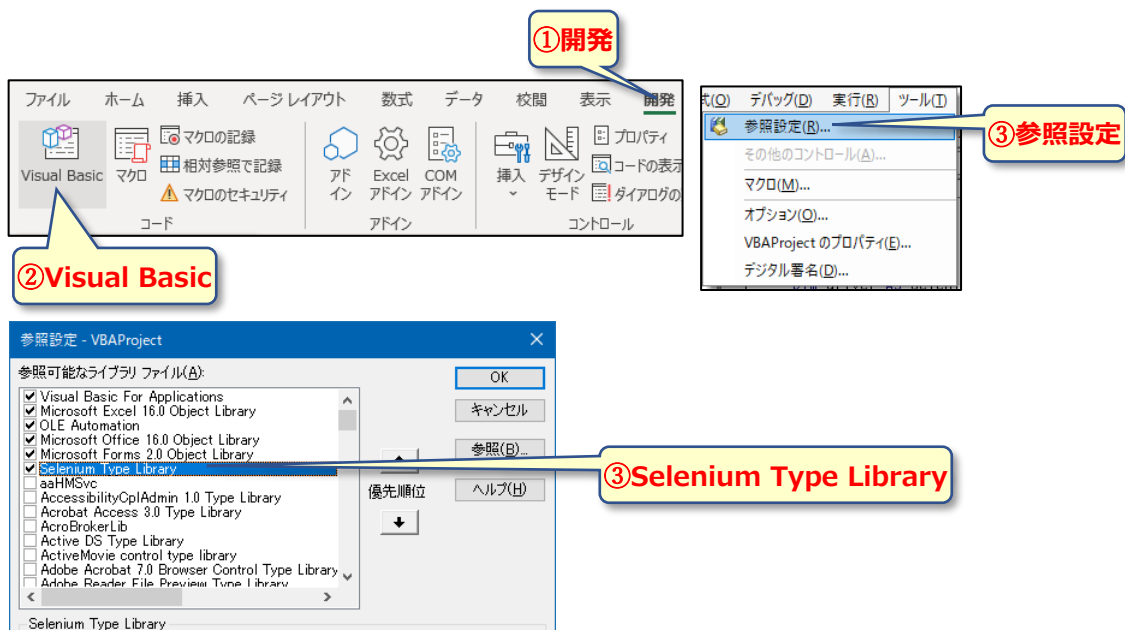 ①開発
ファイル ホーム 挿入 ページ レイアウト 数式 データ 校閲 表示 開発
Visual Basic
マクロ
マクロの記録
相対参照で記録
マクロのセキュリティ
コード
アド
イン
Excel
アドイン
COM
アドイン
アドイン
挿入
デザイン
モード
プロパティ
コードの表示
ダイアログの
コントロール
②Visual Basic
式(O) デバッグ(D) 実行(R) ツール(T)
参照設定(R)...
その他のコントロール(A)...
マクロ(M)...
オプション(O)...
VBAProject のプロパティ(E)...
デジタル署名(D)...
③参照設定
参照設定 - VBAProject
参照可能なライブラリ ファイル(A):
Visual Basic For Applications
Microsoft Excel 16.0 Object Library
OLE Automation
Microsoft Office 16.0 Object Library
Microsoft Forms 2.0 Object Library
Selenium Type Library
aaHMSvc
AccessibilityCplAdmin 1.0 Type Library
Acrobat Access 3.0 Type Library
AcroBrokerLib
Active DS Type Library
ActiveMovie control type library
Adobe Acrobat 7.0 Browser Control Type Library
Adobe Reader File Preview Type Library
優先順位
OK
キャンセル
参照(B)...
ヘルプ(H)
③Selenium Type Library
Selenium Type Library